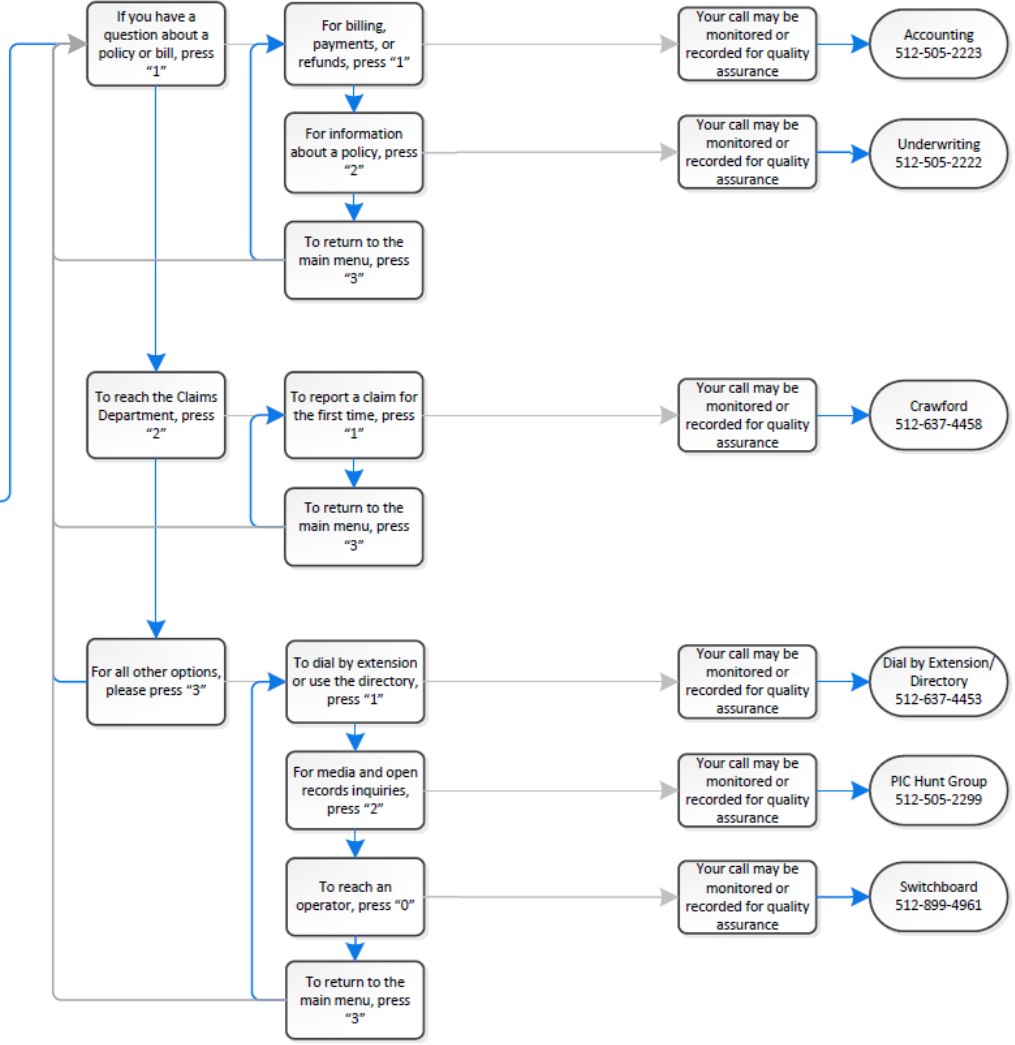 If you have a
question about a
policy or bill, press
“1”
For billing,
payments, or
refunds, press “1”
Your call may be
monitored or
recorded for quality
assurance
Accounting
512-505-2223
For information
about a policy, press
“2”
Your call may be
monitored or
recorded for quality
assurance
Underwriting
512-505-2222
To return to the
main menu, press
“3”
To reach the Claims
Department, press
“2”
To report a claim for
the first time, press
“1”
Your call may be
monitored or
recorded for quality
assurance
Crawford
512-637-4458
To return to the
main menu, press
“3”
For all other options,
please press “3”
To dial by extension
or use the directory,
press “1”
Your call may be
monitored or
recorded for quality
assurance
Dial by Extension/
Directory
512-637-4453
For media and open
records inquiries,
press “2”
Your call may be
monitored or
recorded for quality
assurance
PIC Hunt Group
512-505-2299
To reach an
operator, press “0”
Your call may be
monitored or
recorded for quality
assurance
Switchboard
512-899-4961
To return to the
main menu, press
“3”